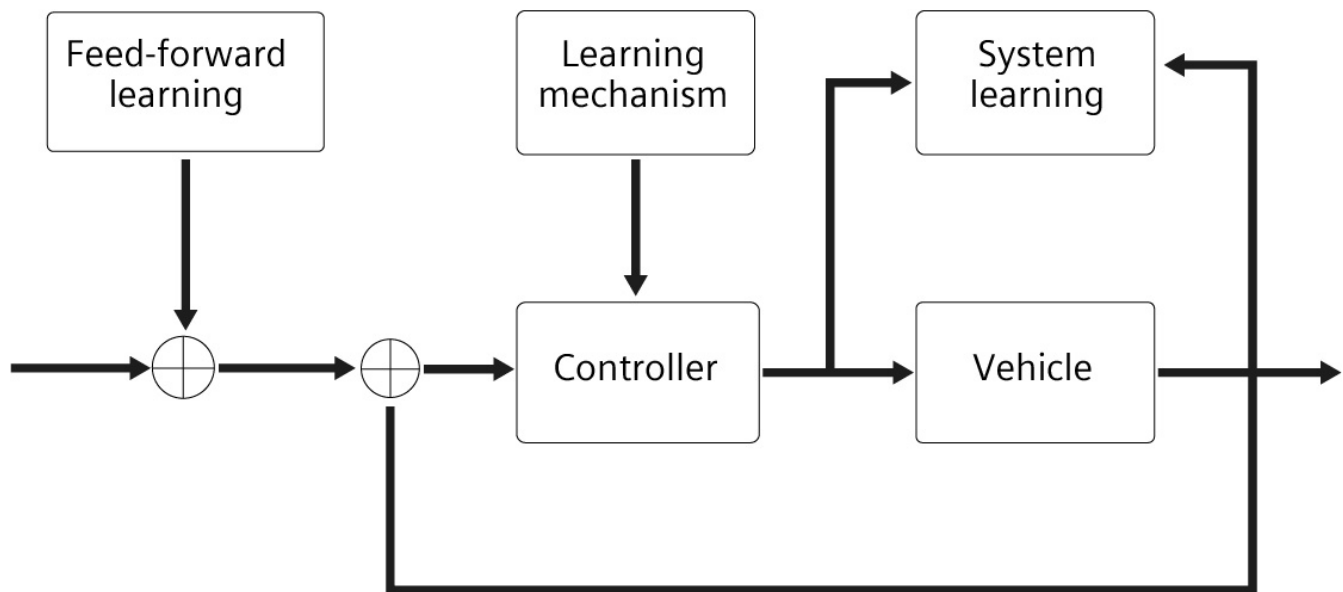 Feed-forward
learning
Learning
mechanism
System
learning
Controller
Vehicle